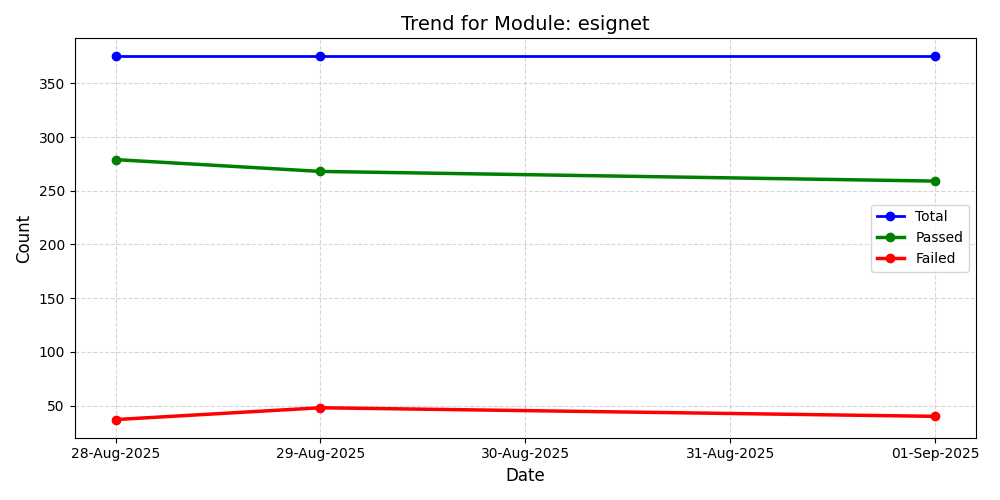 Trend for Module: esignet
Count
350
300
250
200
150
100
50
Total
Passed
Failed
28-Aug-2025
29-Aug-2025
30-Aug-2025
31-Aug-2025
01-Sep-2025
Date